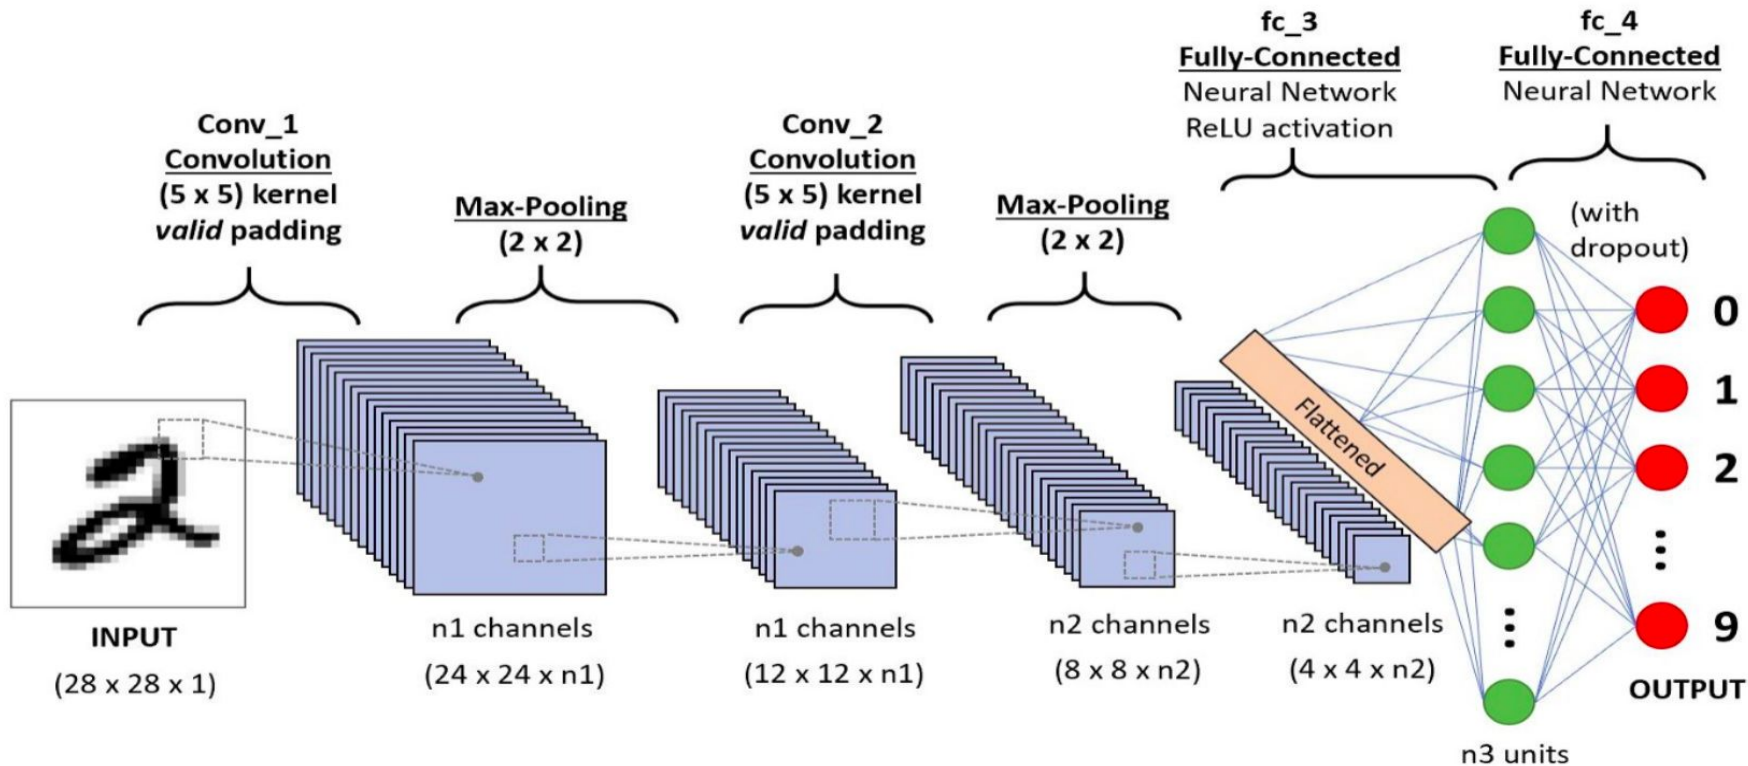 Conv_1
Convolution
(5 x 5) kernel
valid padding
Max-Pooling
(2 x 2)
Conv_2
Convolution
(5 x 5) kernel
valid padding
Max-Pooling
(2 x 2)
fc_3
Fully-Connected
Neural Network
ReLU activation
fc_4
Fully-Connected
Neural Network
(with
dropout)
Flattened
0
1
2
9
INPUT
(28 x 28 x 1)
n1 channels
(24 x 24 x n1)
n1 channels
(12 x 12 x n1)
n2 channels
(8 x 8 x n2)
n2 channels
(4 x 4 x n2)
n3 units
OUTPUT
2